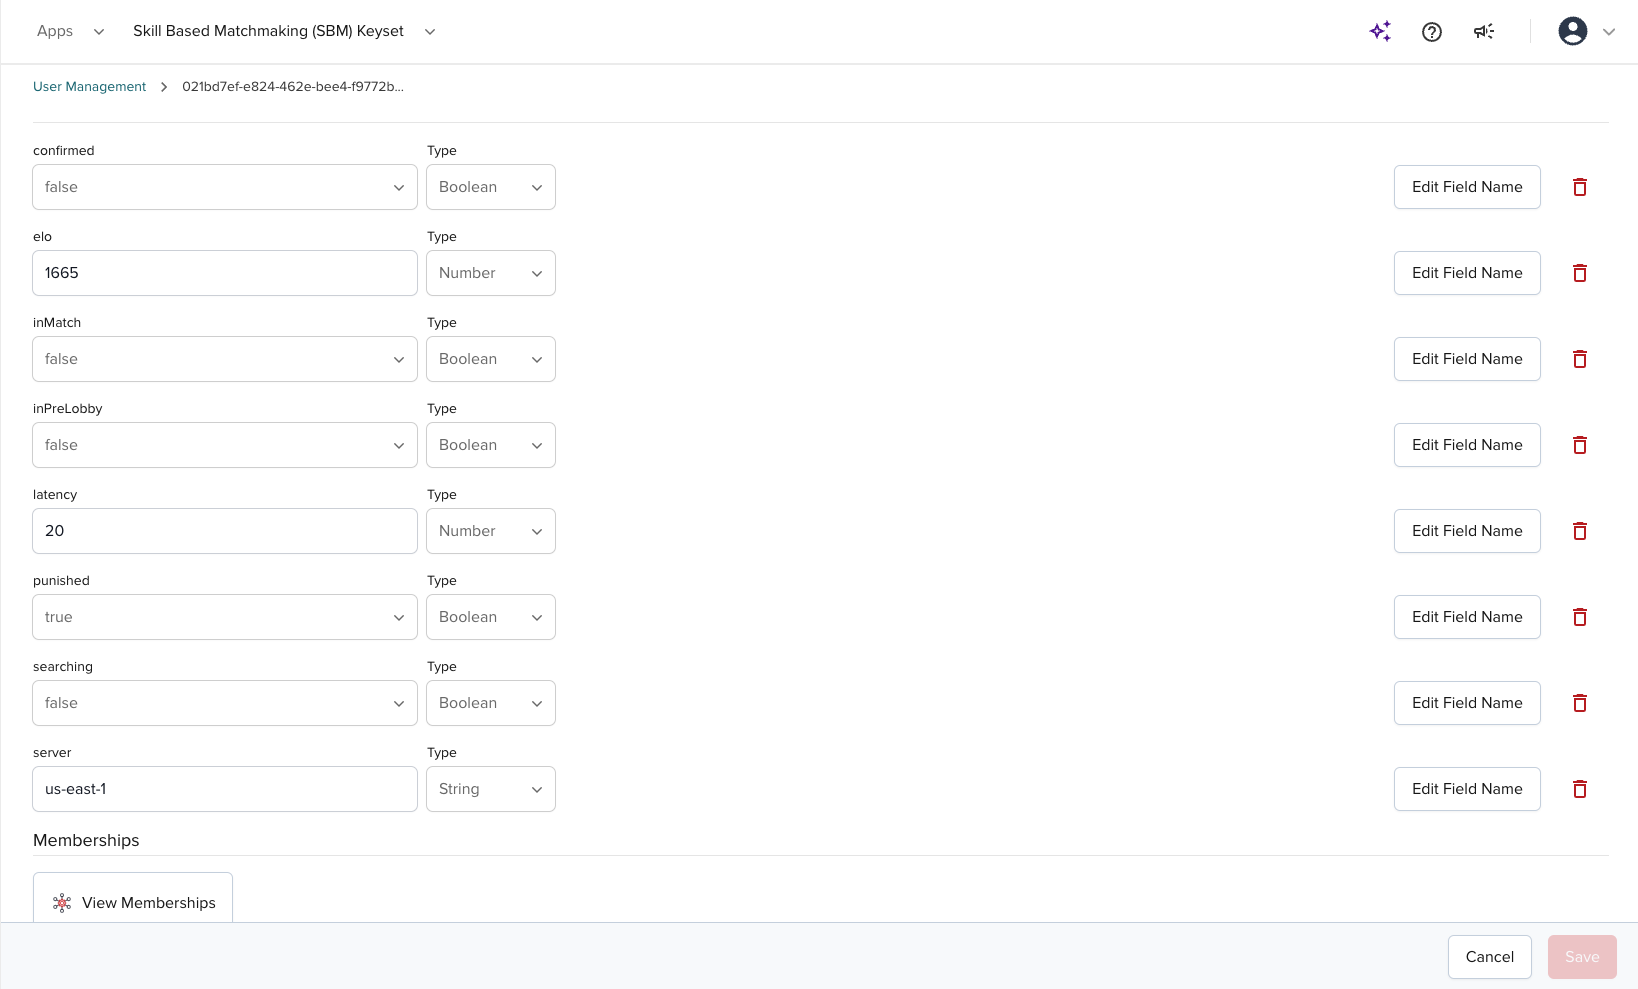 Apps Skill Based Matchmaking (SBM) Keyset
User Management 021bd7ef-e824-462e-bee4-f9772b...
confirmed Type
false Boolean Edit Field Name
elo Type
1665 Number Edit Field Name
inMatch Type
false Boolean Edit Field Name
inPreLobby Type
false Boolean Edit Field Name
latency Type
20 Number Edit Field Name
punished Type
true Boolean Edit Field Name
searching Type
false Boolean Edit Field Name
server Type
us-east-1 String Edit Field Name
Memberships
View Memberships
Cancel Save